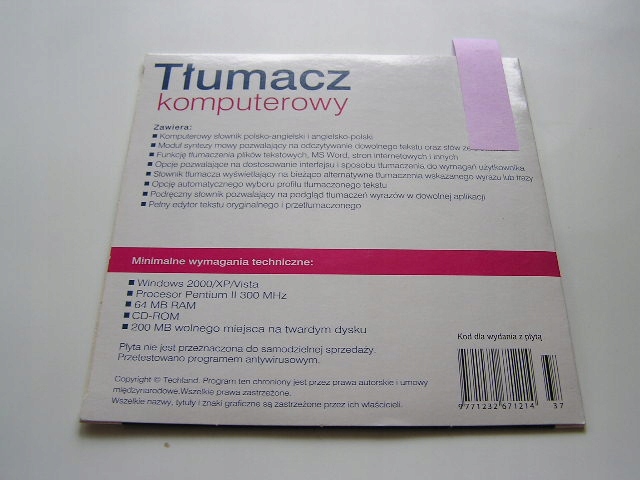 Tłumacz
komputerowy
Zawiera:
■ Komputerowy słownik polsko-angielski i angielsko-polski
■ Moduł syntezy mowy pozwalający na odczytywanie dowolnego tekstu oraz słów ze
■ Funkcję tłumaczenia plików tekstowych, MS Word, stron internetowych i innych
■ Opcje pozwalające na dostosowanie interfejsu i sposobu tłumaczenia do wymagań użytkownika
■ Słownik tłumacza wyświetlający na bieżąco alternatywne tłumaczenia wskazanego wyrazu lub frazy
■ Opcję automatycznego wyboru profilu tłumaczonego tekstu
■ Podręczny słownik pozwalający na podgląd tłumaczeń wyrazów w dowolnej aplikacji
■ Pełny edytor tekstu oryginalnego i przetłumaczonego
Minimalne wymagania techniczne:
■ Windows 2000/XP/Vista
■ Procesor Pentium II 300 MHz
■ 64 MB RAM
■ CD-ROM
■ 200 MB wolnego miejsca na twardym dysku
Płyta nie jest przeznaczona do samodzielnej sprzedaży.
Przetestowano programem antywirusowym.
Kod dla wydania z płytą
Copyright © Techland. Program ten chroniony jest przez prawa autorskie i umowy
międzynarodowe. Wszelkie prawa zastrzeżone.
Wszelkie nazwy, tytuły i znaki graficzne są zastrzeżone przez ich właścicieli.
9 771232 671214 37